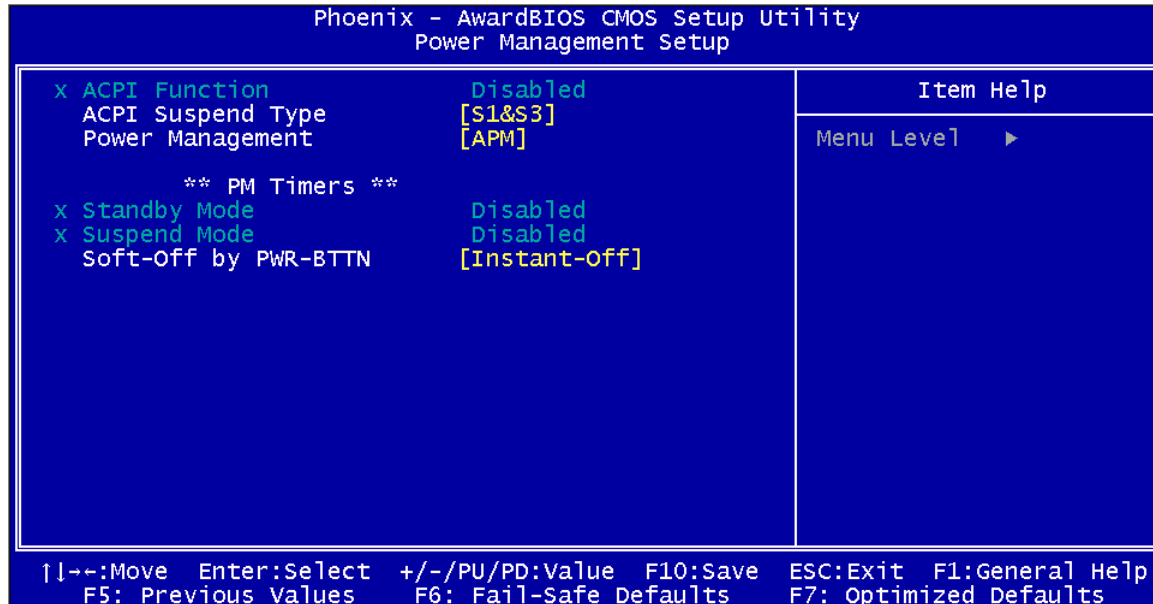 Phoenix - AwardBIOS CMOS Setup Utility
Power Management Setup
x ACPI Function Disabled
ACPI Suspend Type [S1&S3]
Power Management [APM]
** PM Timers **
x Standby Mode Disabled
x Suspend Mode Disabled
Soft-Off by PWR-BTTN [Instant-Off]
Item Help
Menu Level ▶
↑↓→←:Move Enter:Select +/-/PU/PD:Value F10:Save ESC:Exit F1:General Help
F5: Previous Values F6: Fail-Safe Defaults F7: Optimized Defaults